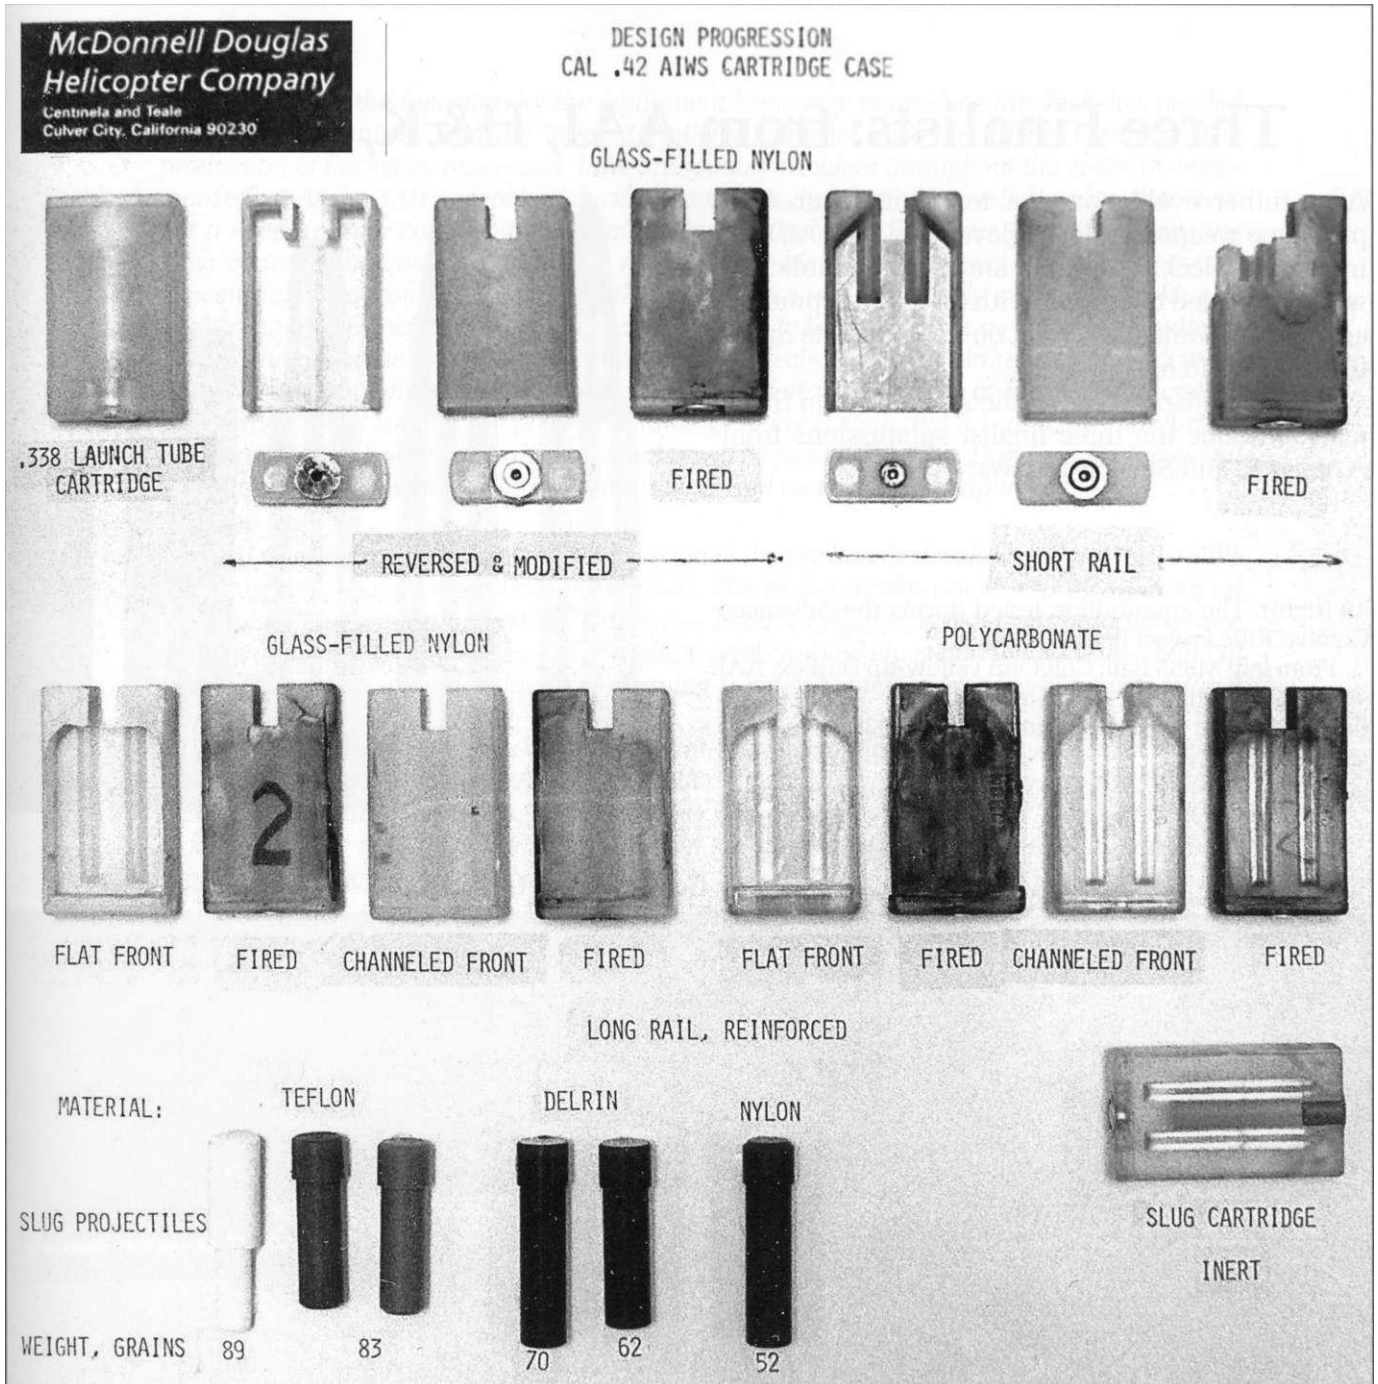 McDonnell Douglas
Helicopter Company
Centinela and Teale
Culver City, California 90230
DESIGN PROGRESSION
CAL .42 AIWS CARTRIDGE CASE
GLASS-FILLED NYLON
.338 LAUNCH TUBE
CARTRIDGE
FIRED
FIRED
REVERSED & MODIFIED
SHORT RAIL
GLASS-FILLED NYLON
POLYCARBONATE
2
FLAT FRONT
FIRED
CHANNELED FRONT
FIRED
FLAT FRONT
FIRED
CHANNELED FRONT
FIRED
LONG RAIL, REINFORCED
MATERIAL:
TEFLON
DELRIN
NYLON
SLUG PROJECTILES
SLUG CARTRIDGE
INERT
WEIGHT, GRAINS
89
83
70
62
52